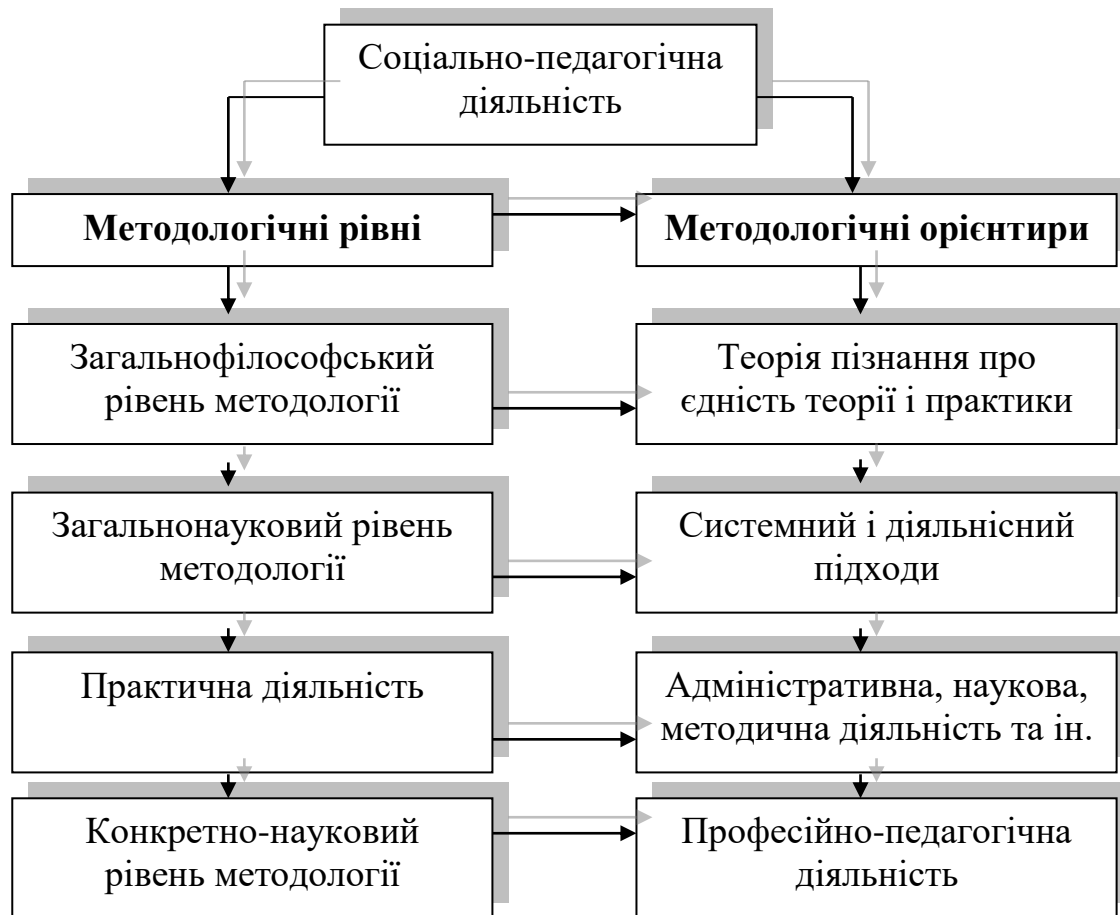 Соціально-педагогічна
діяльність
Методологічні рівні
Методологічні орієнтири
Загальнофілософський
рівень методології
Теорія пізнання про
єдність теорії і практики
Загальнонауковий рівень
методології
Системний і діяльнісний
підходи
Практична діяльність
Адміністративна, наукова,
методична діяльність та ін.
Конкретно-науковий
рівень методології
Професійно-педагогічна
діяльність